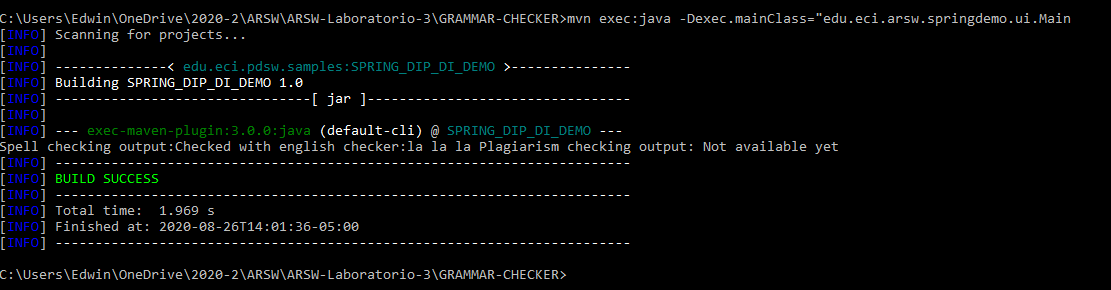 C:\Users\Edwin\OneDrive\2020-2\ARSW\ARSW-Laboratorio-3\GRAMMAR-CHECKER>mvn exec:java -Dexec.mainClass="edu.eci.arsw.springdemo.ui.Main
[INFO] Scanning for projects...
[INFO]
[INFO] --------------< edu.eci.pdsw.samples:SPRING_DIP_DI_DEMO >---------------
[INFO] Building SPRING_DIP_DI_DEMO 1.0
[INFO] --------------------------------[ jar ]---------------------------------
[INFO]
[INFO] --- exec-maven-plugin:3.0.0:java (default-cli) @ SPRING_DIP_DI_DEMO ---
Spell checking output:Checked with english checker:la la la Plagiarism checking output: Not available yet
[INFO] ------------------------------------------------------------------------
[INFO] BUILD SUCCESS
[INFO] ------------------------------------------------------------------------
[INFO] Total time:  1.969 s
[INFO] Finished at: 2020-08-26T14:01:36-05:00
[INFO] ------------------------------------------------------------------------
C:\Users\Edwin\OneDrive\2020-2\ARSW\ARSW-Laboratorio-3\GRAMMAR-CHECKER>